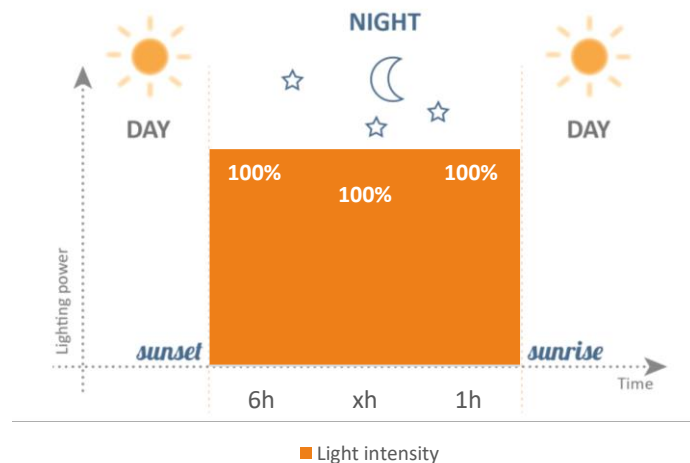 NIGHT
DAY
DAY
100%
100%
100%
Lighting power
sunset
sunrise
Time
6h
xh
1h
Light intensity